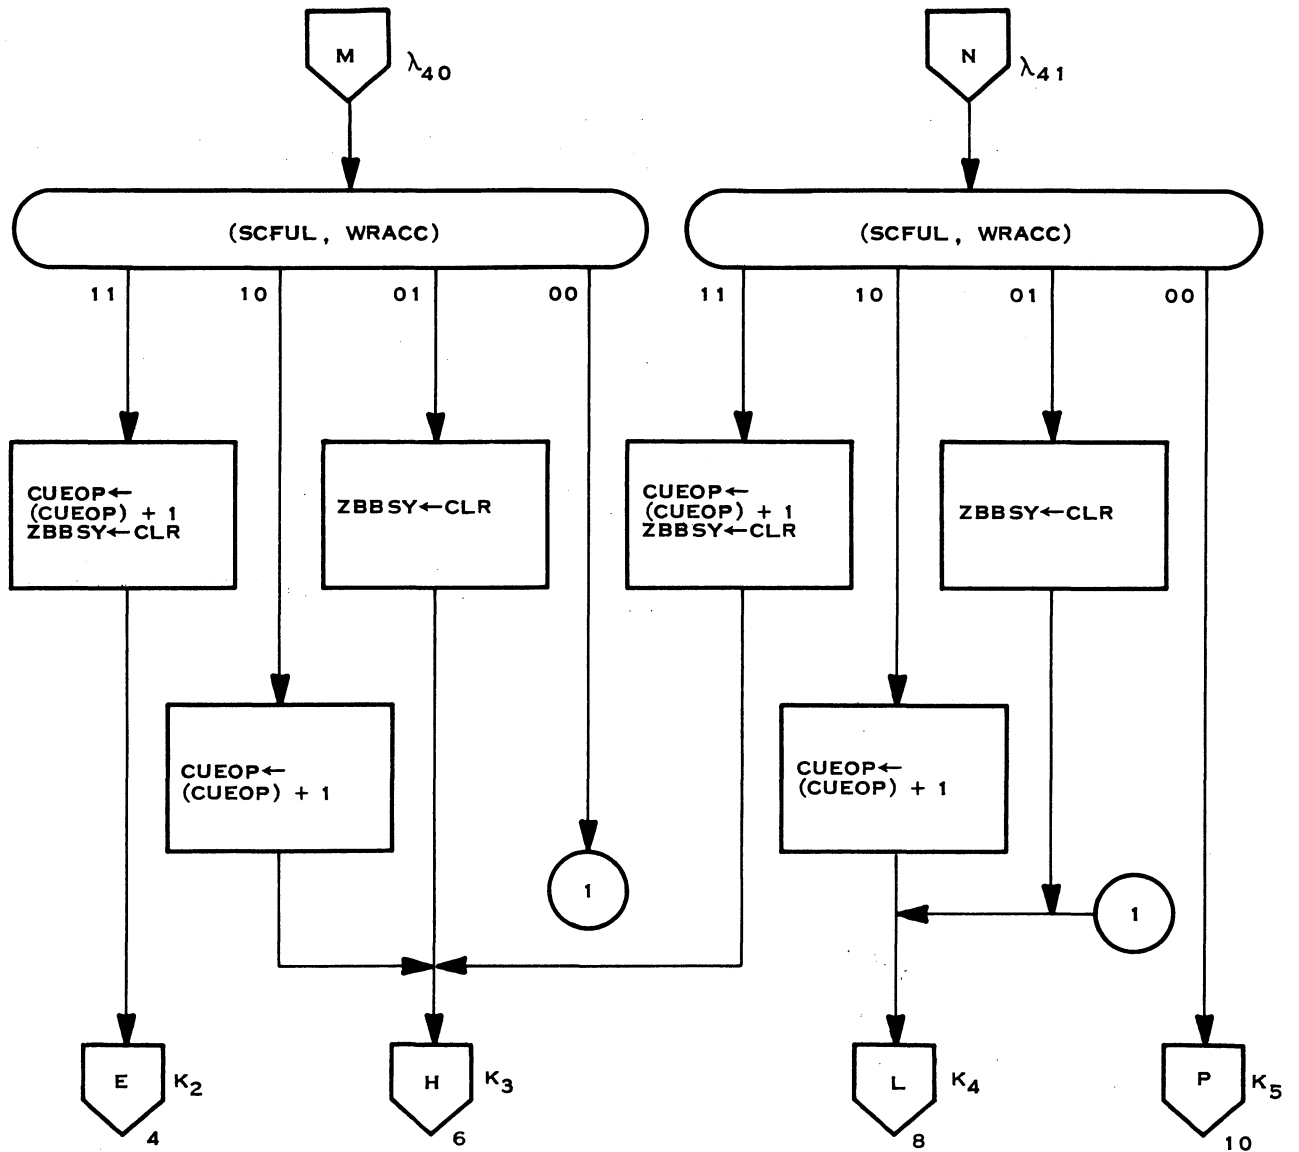 M
λ40
N
λ41
(SCFUL, WRACC)
(SCFUL, WRACC)
11
10
01
00
11
10
01
00
CUEOP←
(CUEOP) + 1
ZBBSY←CLR
ZBBSY←CLR
CUEOP←
(CUEOP) + 1
ZBBSY←CLR
ZBBSY←CLR
CUEOP←
(CUEOP) + 1
CUEOP←
(CUEOP) + 1
1
1
E
K2
4
H
K3
6
L
K4
8
P
K5
10